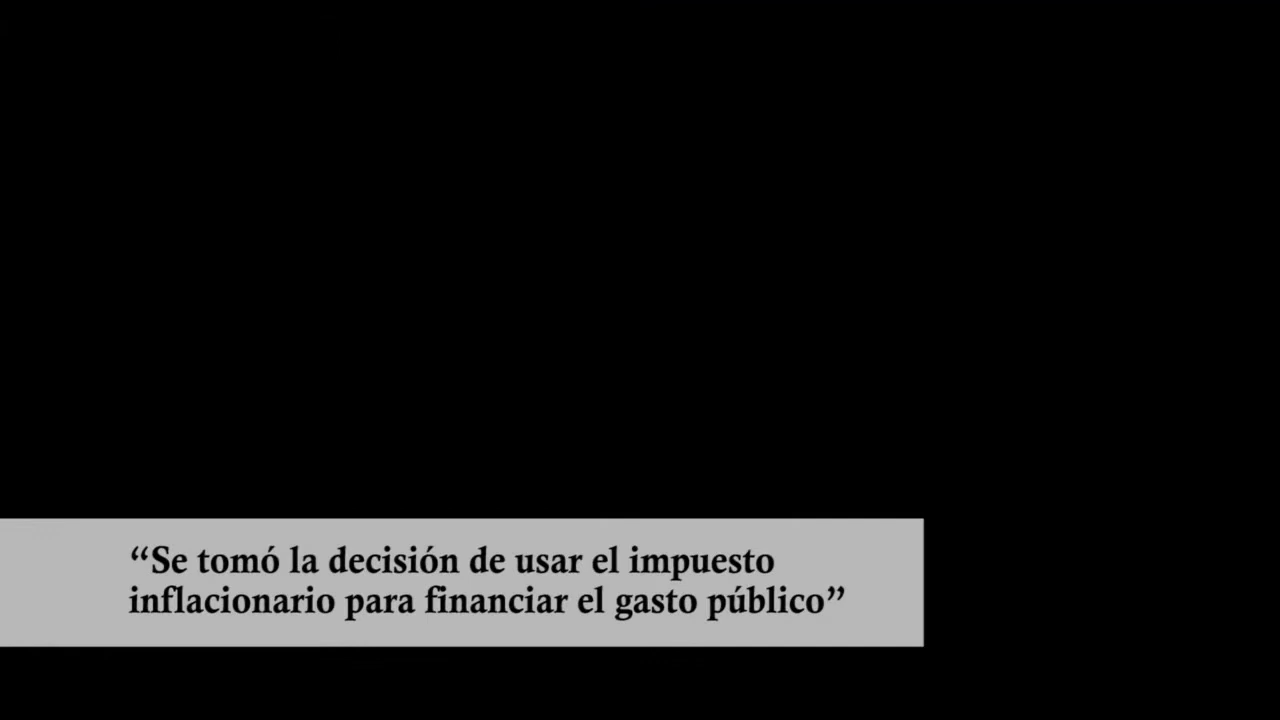 “Se tomó la decisión de usar el impuesto
inflacionario para financiar el gasto público”